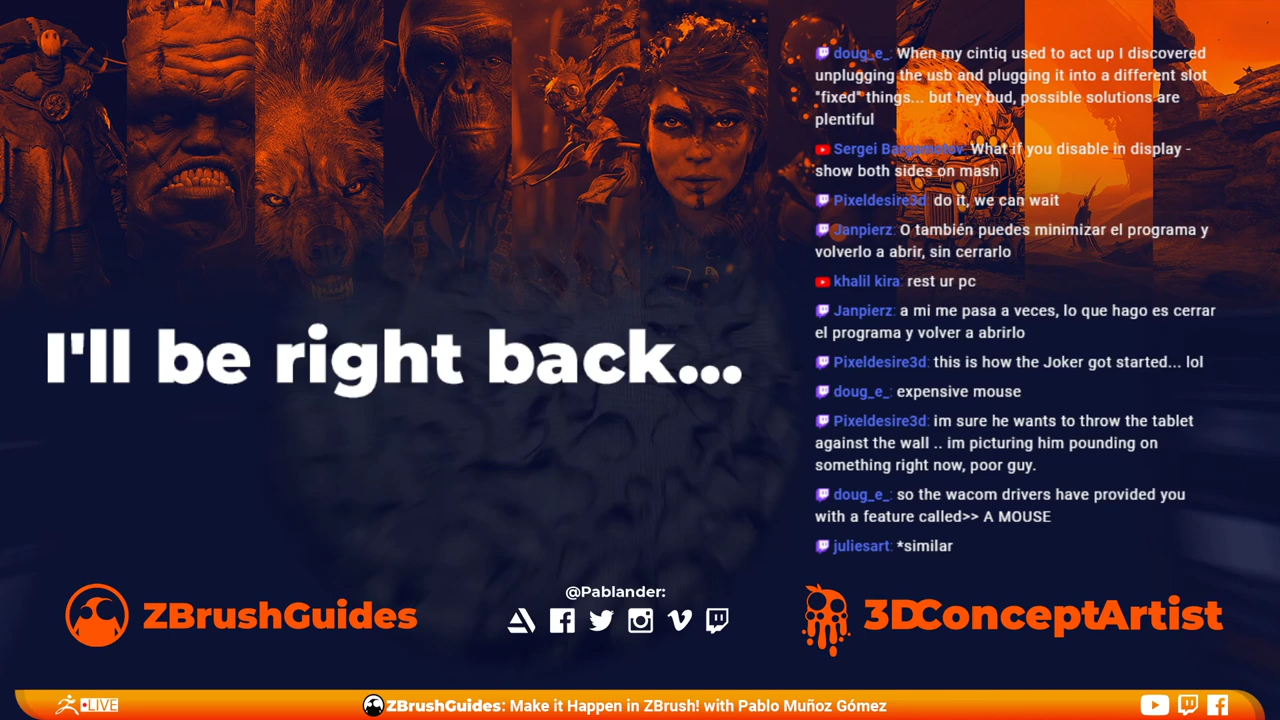 I'll be right back...
doug_e_: When my cintiq used to act up I discovered
unplugging the usb and plugging it into a different slot
"fixed" things... but hey bud, possible solutions are
plentiful
Sergei What if you disable in display -
show both sides on mash
Pixeldesire3d: do it, we can wait
Janpierz: O también puedes minimizar el programa y
volverlo a abrir, sin cerrarlo
khalil kira: rest ur pc
Janpierz: a mi me pasa a veces, lo que hago es cerrar
el programa y volver a abrirlo
Pixeldesire3d: this is how the Joker got started... lol
doug_e_: expensive mouse
Pixeldesire3d: im sure he wants to throw the tablet
against the wall .. im picturing him pounding on
something right now, poor guy.
doug_e_: so the wacom drivers have provided you
with a feature called>> A MOUSE
juliesart: *similar
ZBrushGuides
@Pablander:
3DConceptArtist
LIVE
ZBrushGuides: Make it Happen in ZBrush! with Pablo Muñoz Gómez